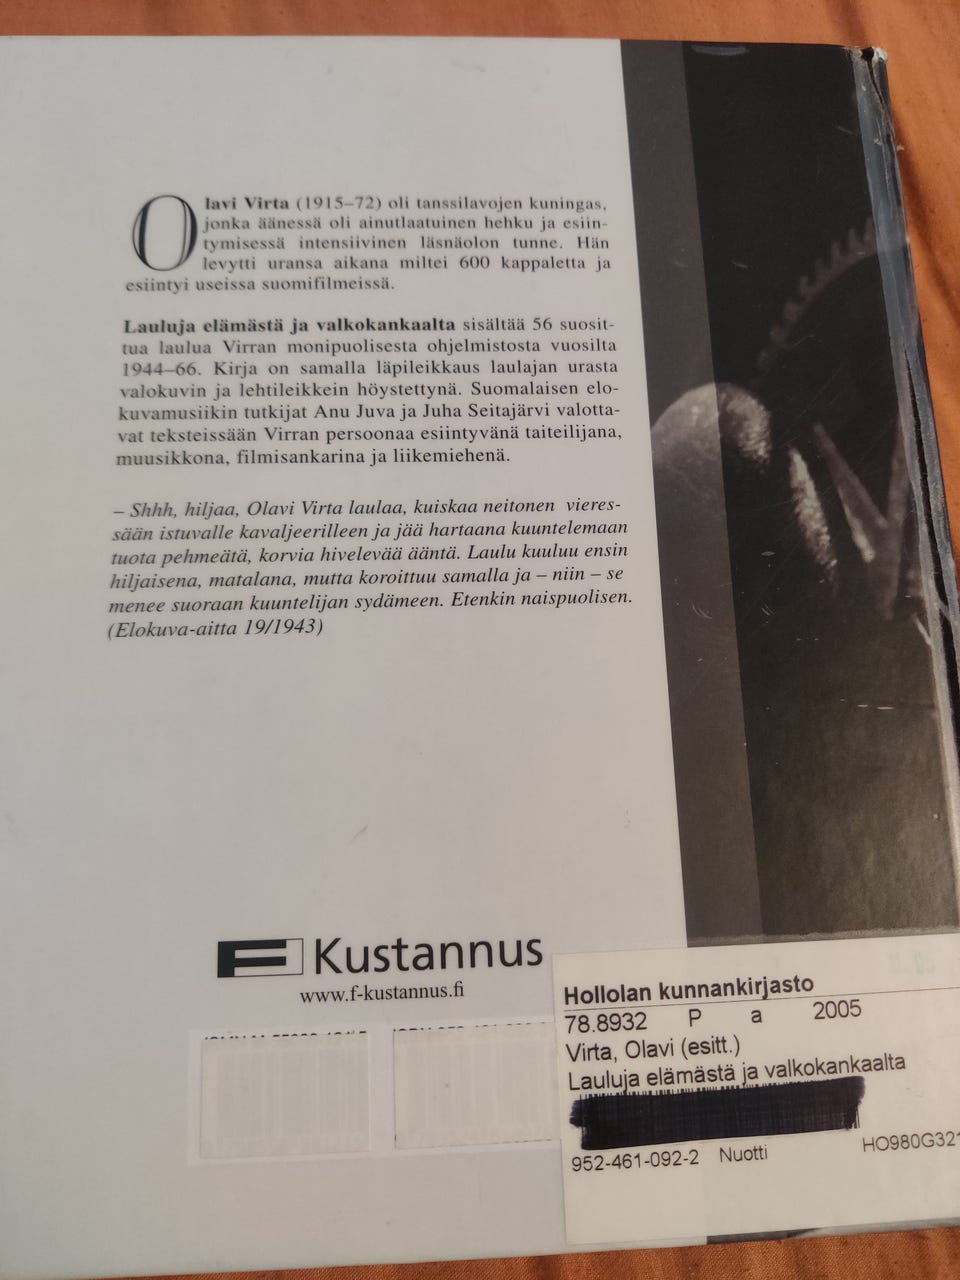 Olavi Virta (1915–72) oli tanssilavojen kuningas,
jonka äänessä oli ainutlaatuinen hehku ja esiin-
tymisessä intensiivinen läsnäolon tunne. Hän
levytti uransa aikana miltei 600 kappaletta ja
esiintyi useissa suomifilmeissä.
Lauluja elämästä ja valkokankaalta sisältää 56 suosit-
tua laulua Virran monipuolisesta ohjelmistosta vuosilta
1944–66. Kirja on samalla läpileikkaus laulajan urasta
valokuvin ja lehtileikkein höystettynä. Suomalaisen elo-
kuvamusiikin tutkijat Anu Juva ja Juha Seitajärvi valotta-
vat teksteissään Virran persoonaa esiintyvänä taiteilijana,
muusikkona, filmisankarina ja liikemiehenä.
– Shhh, hiljaa, Olavi Virta laulaa, kuiskaa neitonen vieres-
sään istuvalle kavaljeerilleen ja jää hartaana kuuntelemaan
tuota pehmeätä, korvia hivelevää ääntä. Laulu kuuluu ensin
hiljaisena, matalana, mutta koroittuu samalla ja – niin – se
menee suoraan kuuntelijan sydämeen. Etenkin naispuolisen.
(Elokuva-aitta 19/1943)
F Kustannus
www.f-kustannus.fi
Hollolan kunnankirjasto
78.8932 P a 2005
Virta, Olavi (esitt.)
Lauluja elämästä ja valkokankaalta
952-461-092-2 Nuotti HO980G321